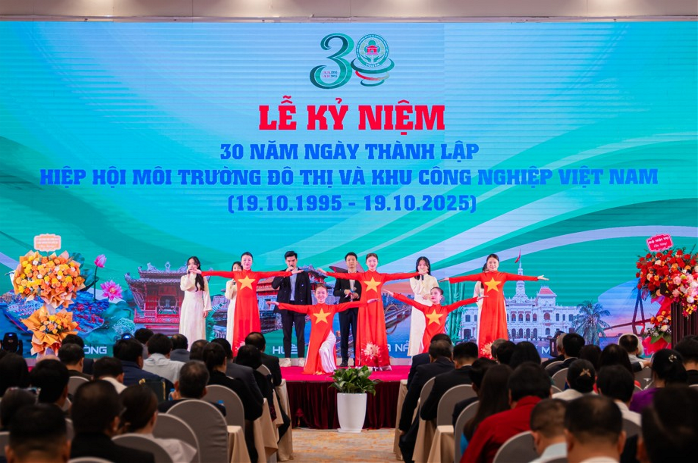 30
LỄ KỶ NIỆM
30 NĂM NGÀY THÀNH LẬP
HIỆP HỘI MÔI TRƯỜNG ĐÔ THỊ VÀ KHU CÔNG NGHIỆP VIỆT NAM
(19.10.1995 - 19.10.2025)